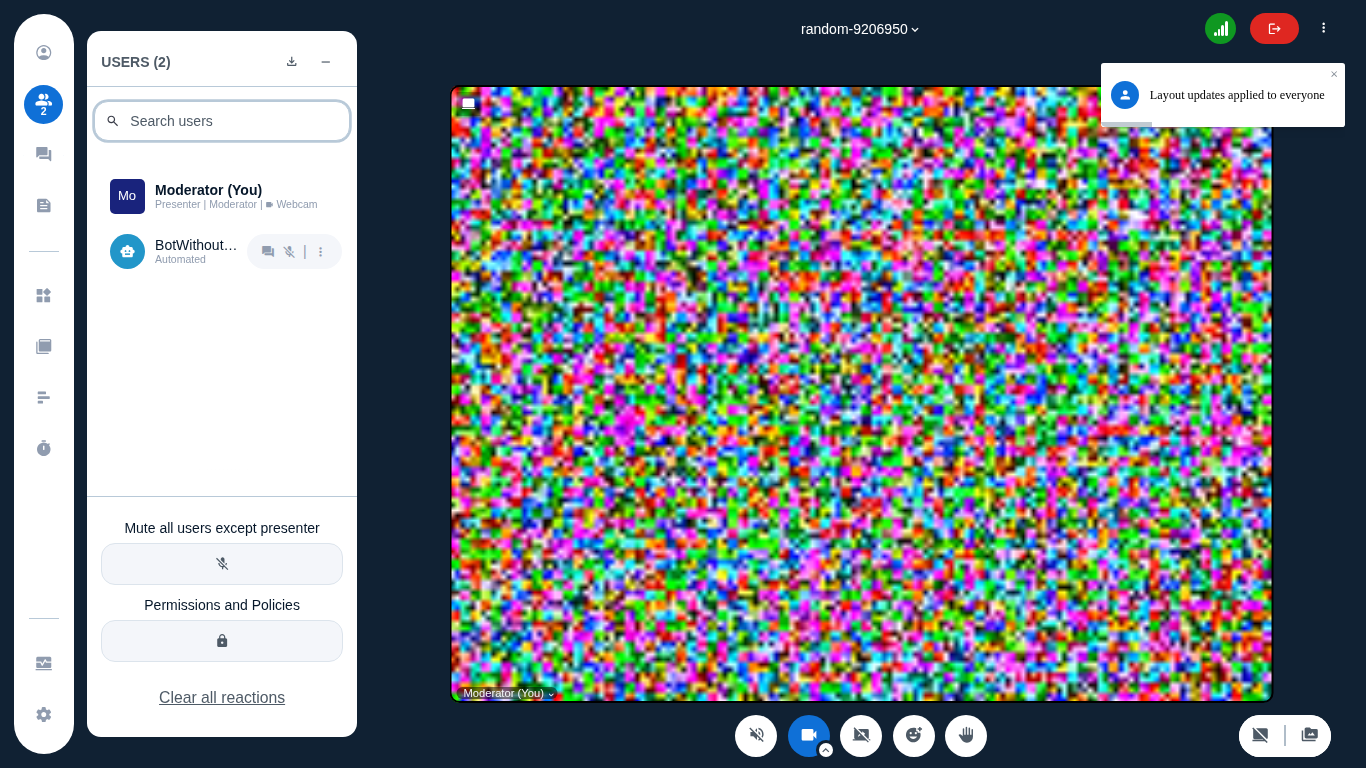 random-9206950
USERS (2)
2
Search users
Layout updates applied to everyone
Mo
Moderator (You)
Presenter | Moderator | Webcam
BotWithout…
Automated
Mute all users except presenter
Permissions and Policies
Clear all reactions
Moderator (You)